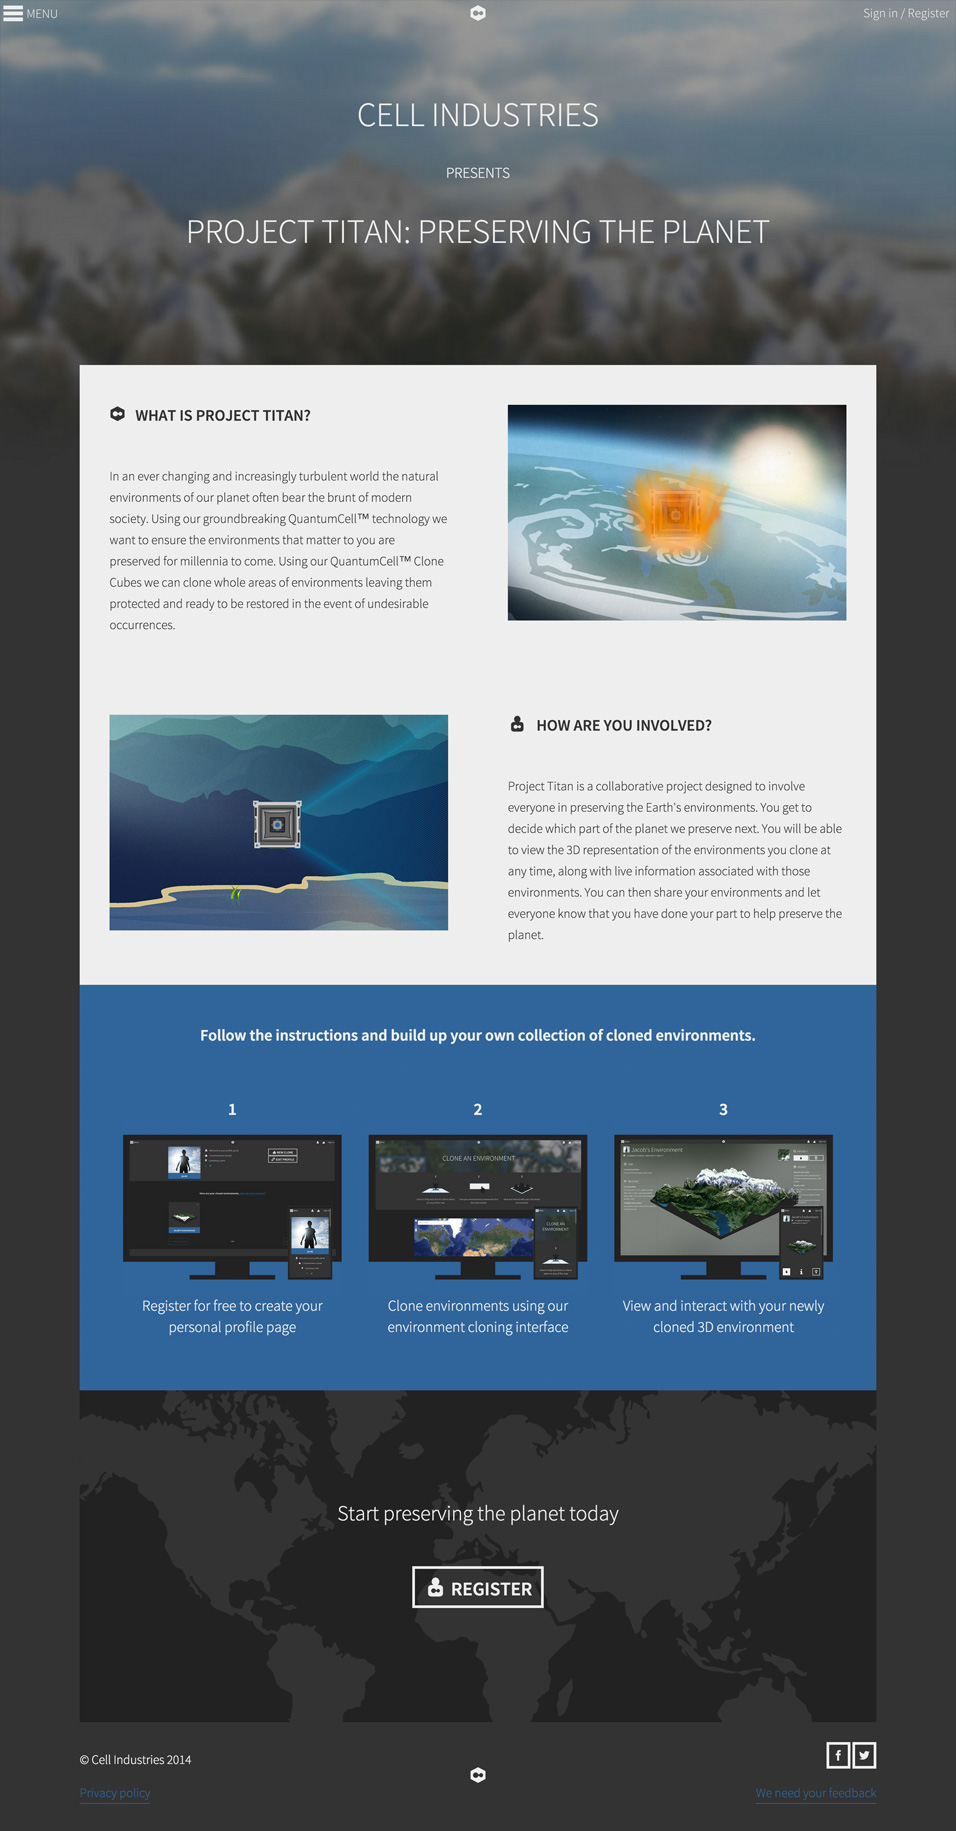 MENU
Sign in / Register
CELL INDUSTRIES
PRESENTS
PROJECT TITAN: PRESERVING THE PLANET
WHAT IS PROJECT TITAN?
In an ever changing and increasingly turbulent world the natural
environments of our planet often bear the brunt of modern
society. Using our groundbreaking QuantumCell™ technology we
want to ensure the environments that matter to you are
preserved for millennia to come. Using our QuantumCell™ Clone
Cubes we can clone whole areas of environments leaving them
protected and ready to be restored in the event of undesirable
occurrences.
HOW ARE YOU INVOLVED?
Project Titan is a collaborative project designed to involve
everyone in preserving the Earth's environments. You get to
decide which part of the planet we preserve next. You will be able
to view the 3D representation of the environments you clone at
any time, along with live information associated with those
environments. You can then share your environments and let
everyone know that you have done your part to help preserve the
planet.
Follow the instructions and build up your own collection of cloned environments.
1
2
3
NEW CLONE
EDIT PROFILE
CLONE AN ENVIRONMENT
CLONE AN
ENVIRONMENT
Jacob's Environment
Jacob's Environment
Register for free to create your
personal profile page
Clone environments using our
environment cloning interface
View and interact with your newly
cloned 3D environment
Start preserving the planet today
REGISTER
© Cell Industries 2014
Privacy policy
We need your feedback